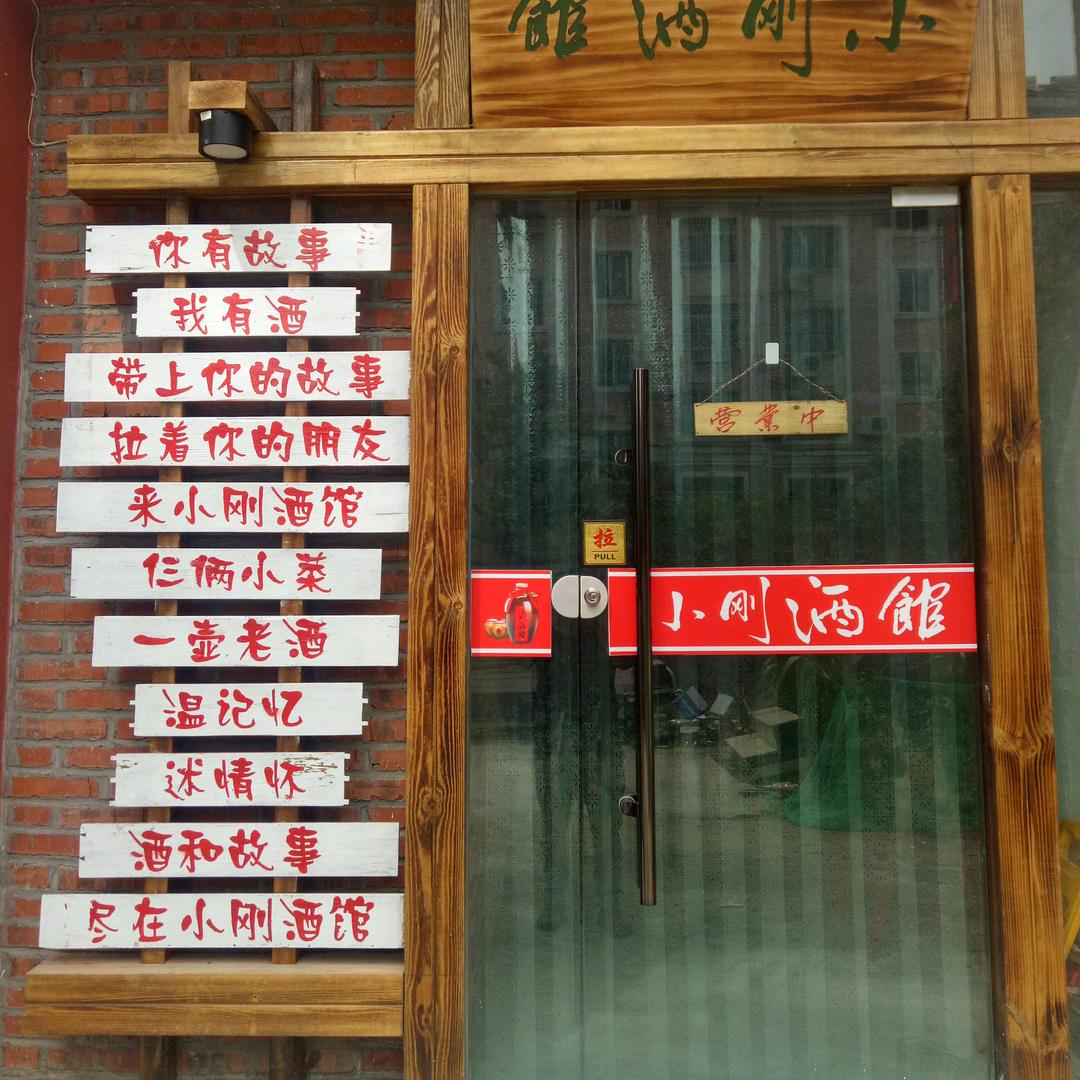 小刚酒館
你有故事
我有酒
带上你的故事
拉着你的朋友
来小刚酒馆
仨俩小菜
一壶老酒
温记忆
述情怀
酒和故事
尽在小刚酒馆
营業中
拉
PULL
小刚酒館